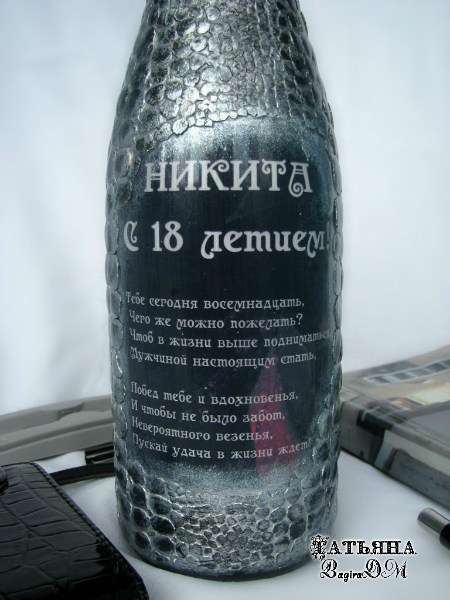 НИКИТА
С 18 летием!
Тебе сегодня восемнадцать,
Чего же можно пожелать?
Чтоб в жизни выше подниматься
Мужчиной настоящим стать,
Побед тебе и вдохновенья,
И чтобы не было забот,
Невероятного везенья,
Пускай удача в жизни ждет!
Татьяна
BagiraDM